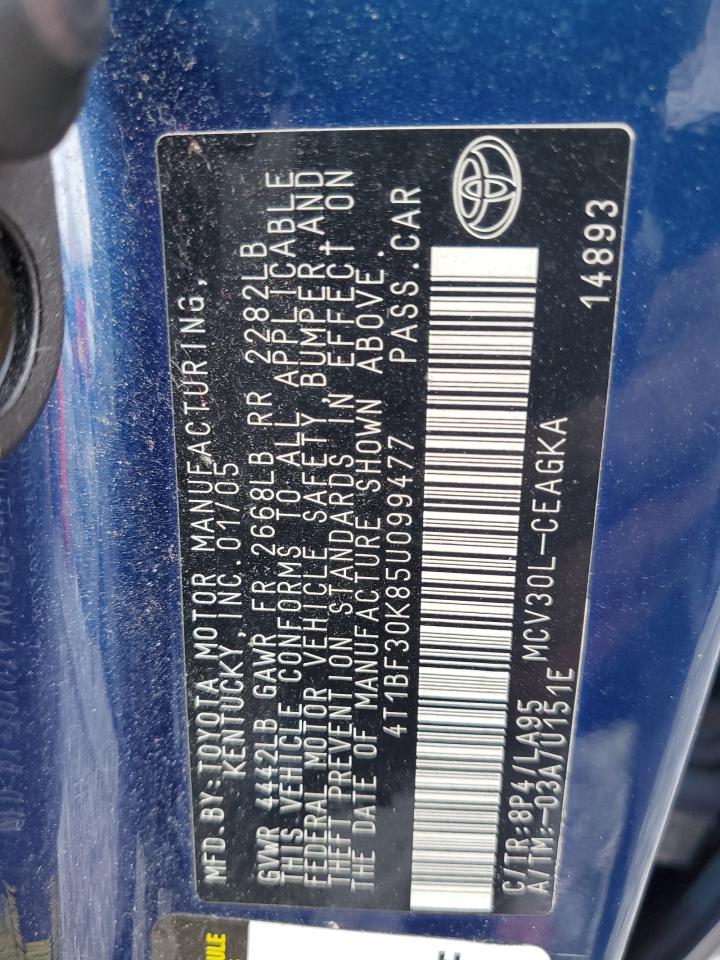 MFD.BY:TOYOTA MOTOR MANUFACTURING,
KENTUCKY,INC.01/05
GVWR 4442LB GAWR FR 2668LB RR 2282LB
THIS VEHICLE CONFORMS TO ALL APPLICABLE
FEDERAL MOTOR VEHICLE SAFETY,BUMPER,AND
THEFT PREVENTION STANDARDS IN EFFECT ON
THE DATE OF MANUFACTURE SHOWN ABOVE.
4T1BF30K85U099477 PASS.CAR
C/TR:8P4/LA95 MCV30L-CEAGKA
A/TM:-03A/U151E 14893